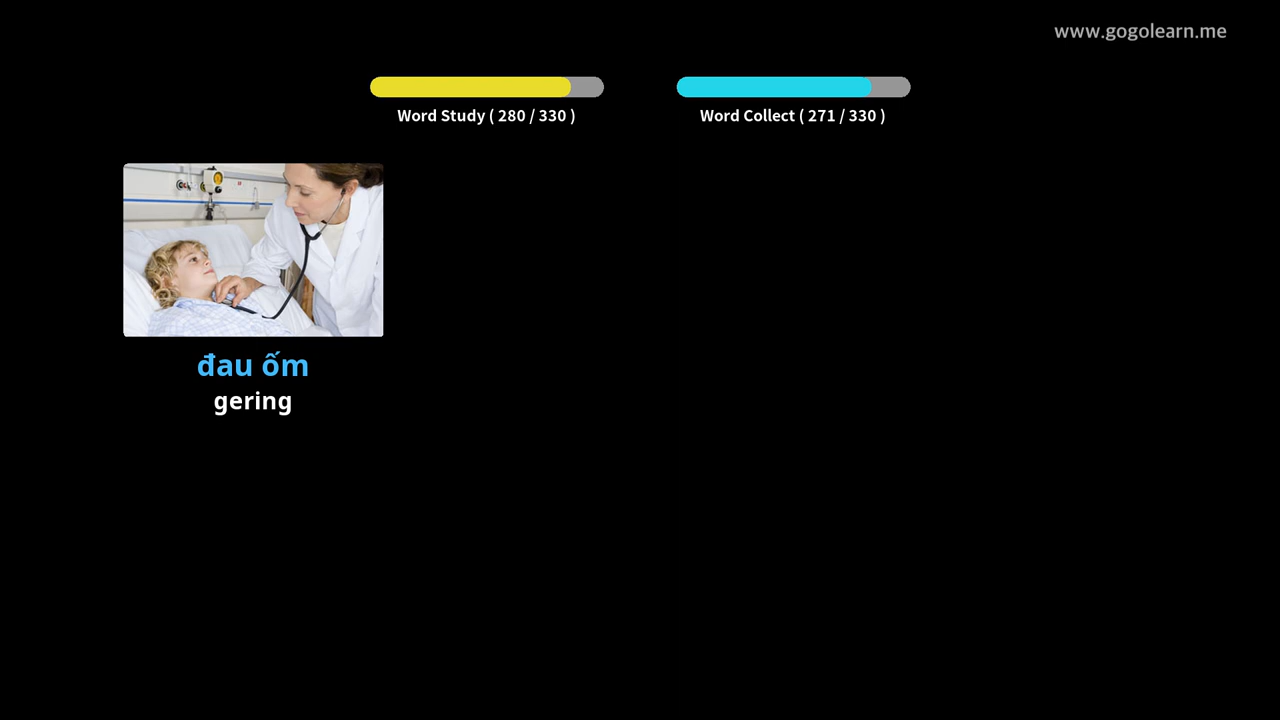 www.gogolearn.me
Word Study ( 280 / 330 )
Word Collect ( 271 / 330 )
đau ốm
gering